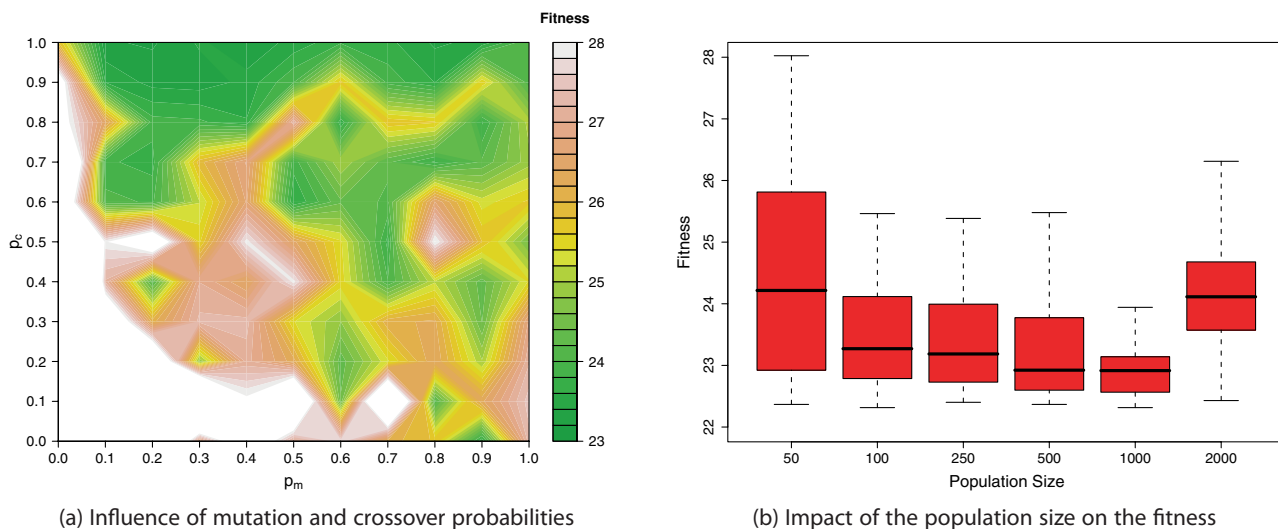 Fitness
1.0
0.9
0.8
0.7
0.6
0.5
0.4
0.3
0.2
0.1
0.0
p_c
0.0 0.1 0.2 0.3 0.4 0.5 0.6 0.7 0.8 0.9 1.0
p_m
28
27
26
25
24
23
(a) Influence of mutation and crossover probabilities
28
27
26
25
24
23
22
Fitness
50 100 250 500 1000 2000
Population Size
(b) Impact of the population size on the fitness